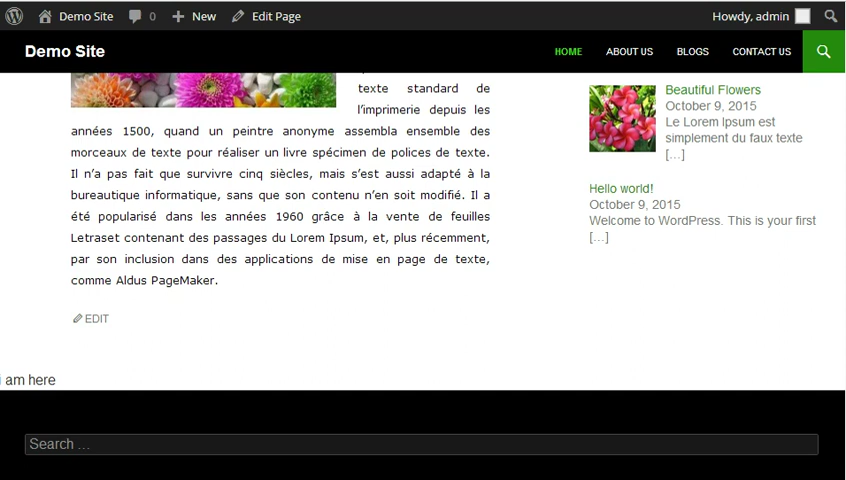 Demo Site 0 New Edit Page Howdy, admin
Demo Site HOME ABOUT US BLOGS CONTACT US
texte standard de
l'imprimerie depuis les
années 1500, quand un peintre anonyme assembla ensemble des
morceaux de texte pour réaliser un livre spécimen de polices de texte.
Il n'a pas fait que survivre cinq siècles, mais s'est aussi adapté à la
bureautique informatique, sans que son contenu n'en soit modifié. Il a
été popularisé dans les années 1960 grâce à la vente de feuilles
Letraset contenant des passages du Lorem Ipsum, et, plus récemment,
par son inclusion dans des applications de mise en page de texte,
comme Aldus PageMaker.
EDIT
Beautiful Flowers
October 9, 2015
Le Lorem Ipsum est
simplement du faux texte
[…]
Hello world!
October 9, 2015
Welcome to WordPress. This is your first
[…]
i am here
Search …